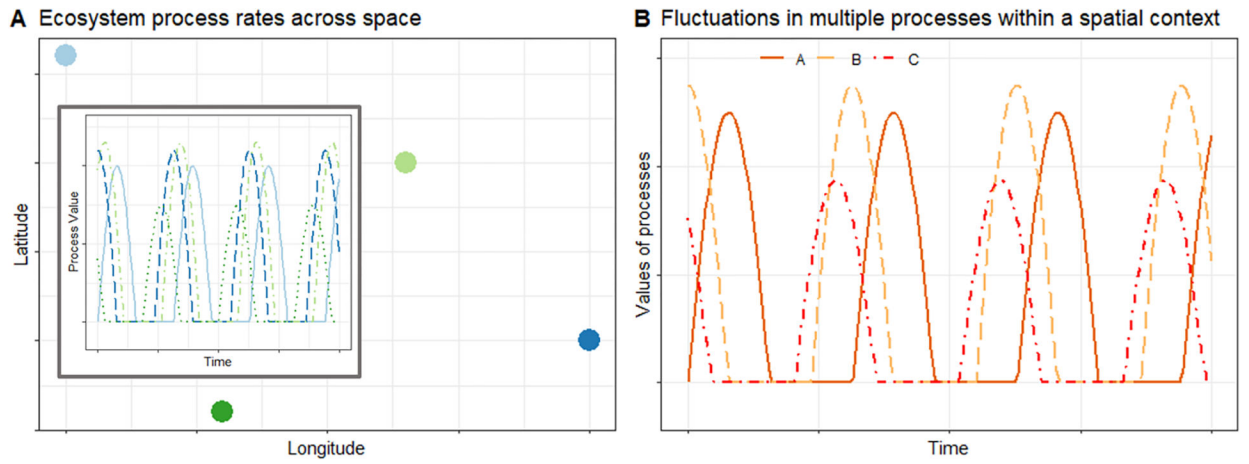 A Ecosystem process rates across space
Latitude
Process Value
Time
Longitude
B Fluctuations in multiple processes within a spatial context
A B C
Values of processes
Time